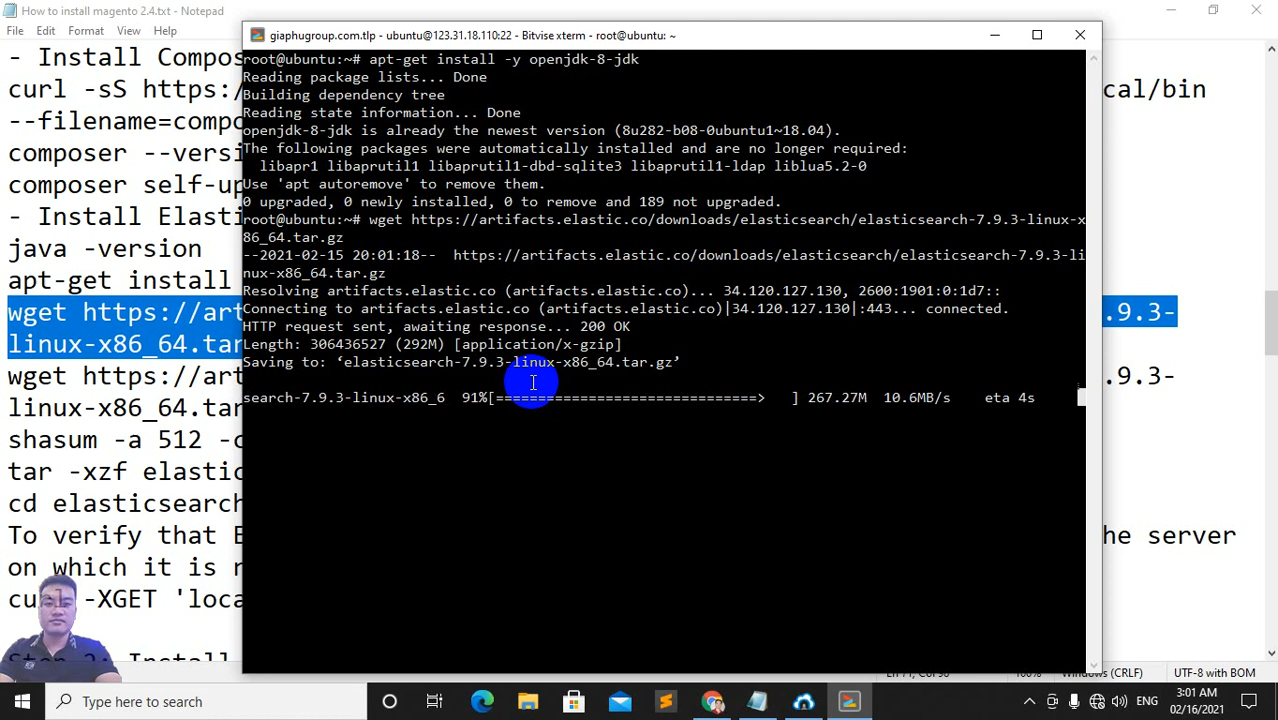 How to install magento 2.4.txt - Notepad
File Edit Format View Help
- Install Compos
curl -sS https:/
cal/bin
--filename=compo
composer --versi
composer self-up
- Install Elasti
java -version
apt-get install
wget https://art
.9.3-
linux-x86_64.tar
wget https://art
.9.3-
linux-x86_64.tar
shasum -a 512 -c
tar -xzf elastic
cd elasticsearch
To verify that E
he server
on which it is r
-XGET 'loca
Step 2: Install
giaphugroup.com.tlp - ubuntu@123.31.18.110:22 - Bitvise xterm - root@ubuntu: ~
root@ubuntu:~# apt-get install -y openjdk-8-jdk
Reading package lists... Done
Building dependency tree
Reading state information... Done
openjdk-8-jdk is already the newest version (8u282-b08-0ubuntu1~18.04).
The following packages were automatically installed and are no longer required:
libapr1 libaprutil1 libaprutil1-dbd-sqlite3 libaprutil1-ldap liblua5.2-0
Use 'apt autoremove' to remove them.
0 upgraded, 0 newly installed, 0 to remove and 189 not upgraded.
root@ubuntu:~# wget https://artifacts.elastic.co/downloads/elasticsearch/elasticsearch-7.9.3-linux-x
86_64.tar.gz
--2021-02-15 20:01:18-- https://artifacts.elastic.co/downloads/elasticsearch/elasticsearch-7.9.3-li
nux-x86_64.tar.gz
Resolving artifacts.elastic.co (artifacts.elastic.co)... 34.120.127.130, 2600:1901:0:1d7::
Connecting to artifacts.elastic.co (artifacts.elastic.co)|34.120.127.130|:443... connected.
HTTP request sent, awaiting response... 200 OK
Length: 306436527 (292M) [application/x-gzip]
Saving to: ‘elasticsearch-7.9.3-linux-x86_64.tar.gz’
search-7.9.3-linux-x86_6 91%[==============================> ] 267.27M 10.6MB/s eta 4s
100% Windows (CRLF) UTF-8 with BOM
Type here to search
ENG
3:01 AM
02/16/2021